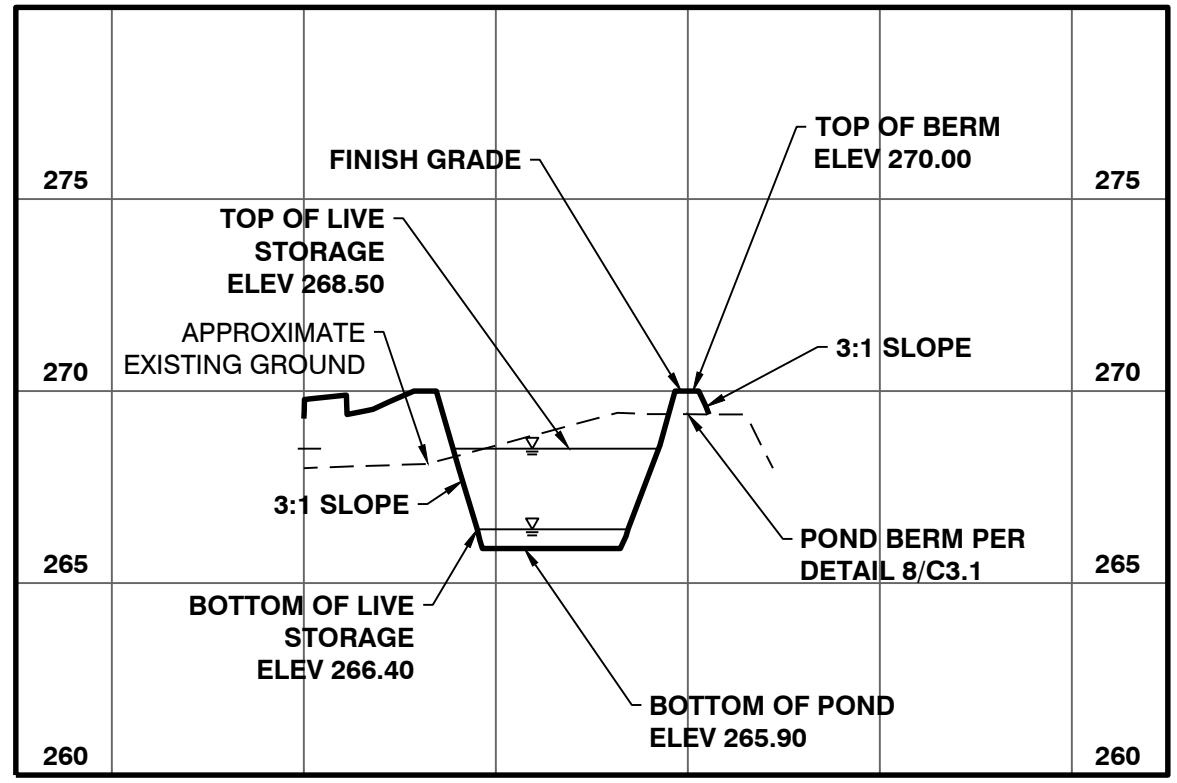 TOP OF BERM
ELEV 270.00
FINISH GRADE
275
275
TOP OF LIVE
STORAGE
ELEV 268.50
APPROXIMATE
EXISTING GROUND
3:1 SLOPE
270
270
3:1 SLOPE
POND BERM PER
DETAIL 8/C3.1
265
265
BOTTOM OF LIVE
STORAGE
ELEV 266.40
BOTTOM OF POND
ELEV 265.90
260
260